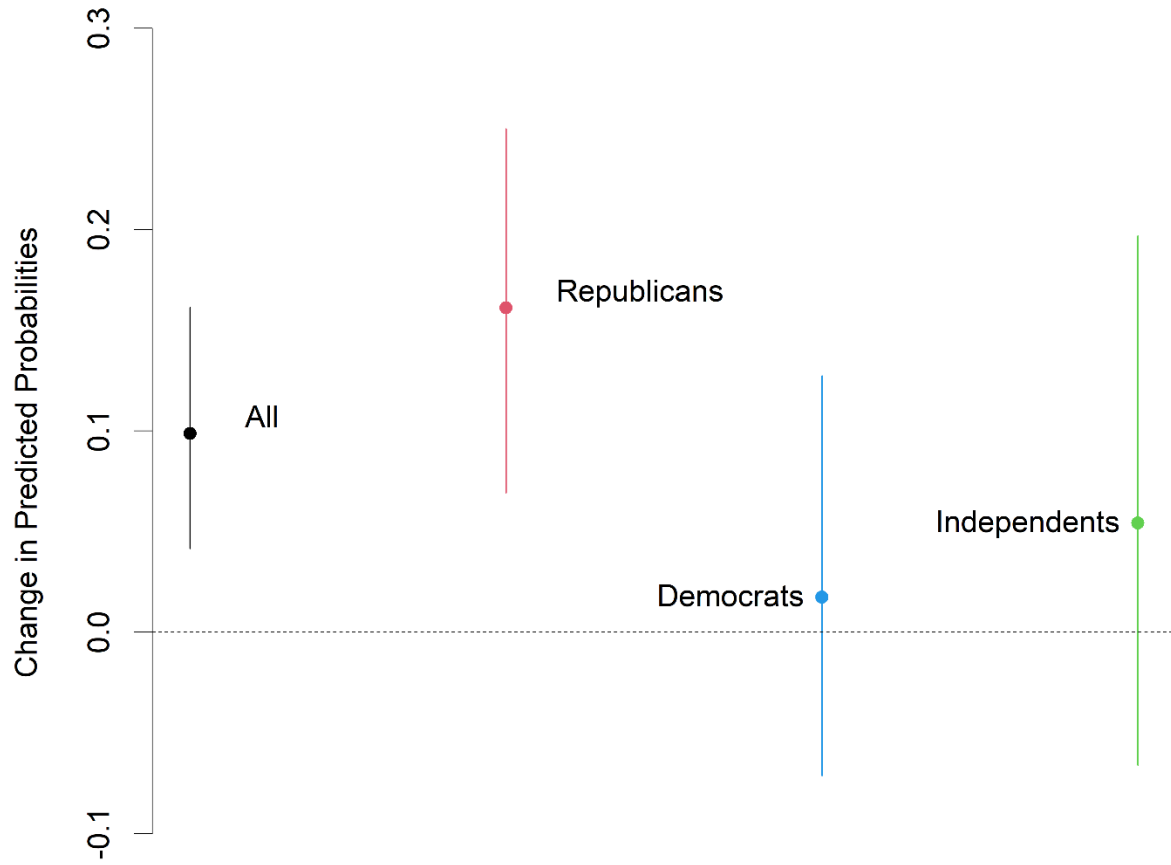 0.3
0.2
0.1
0.0
-0.1
Change in Predicted Probabilities
Republicans
All
Independents
Democrats